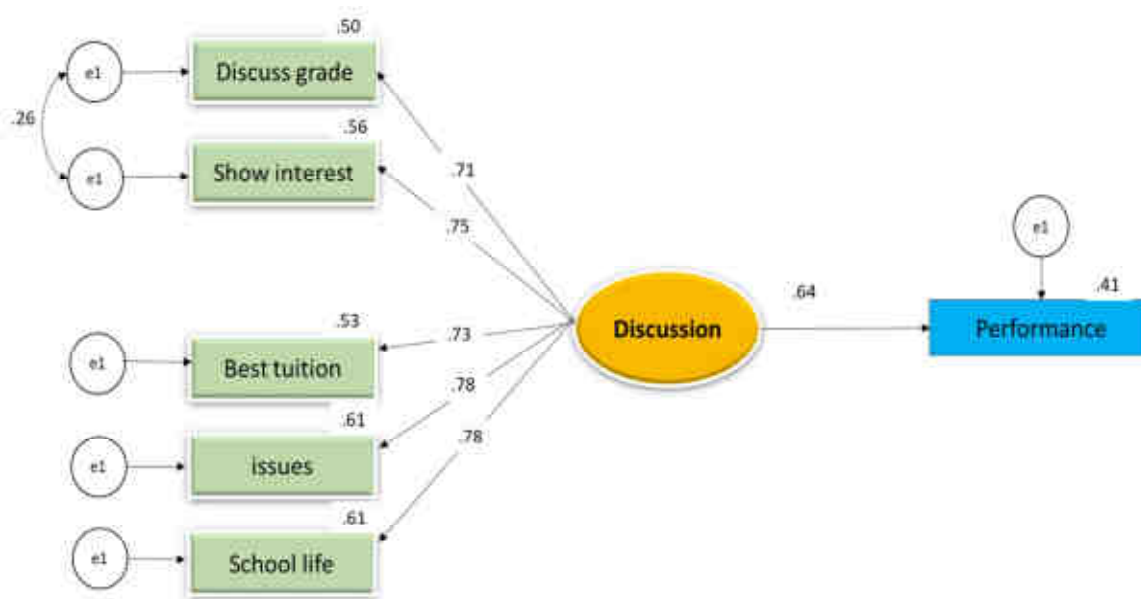 .50
e1
Discuss grade
.26
.56
e1
Show interest
.71
.75
e1
.64
.41
Discussion
Performance
.53
.73
e1
Best tuition
.78
.61
.78
e1
issues
.61
e1
School life